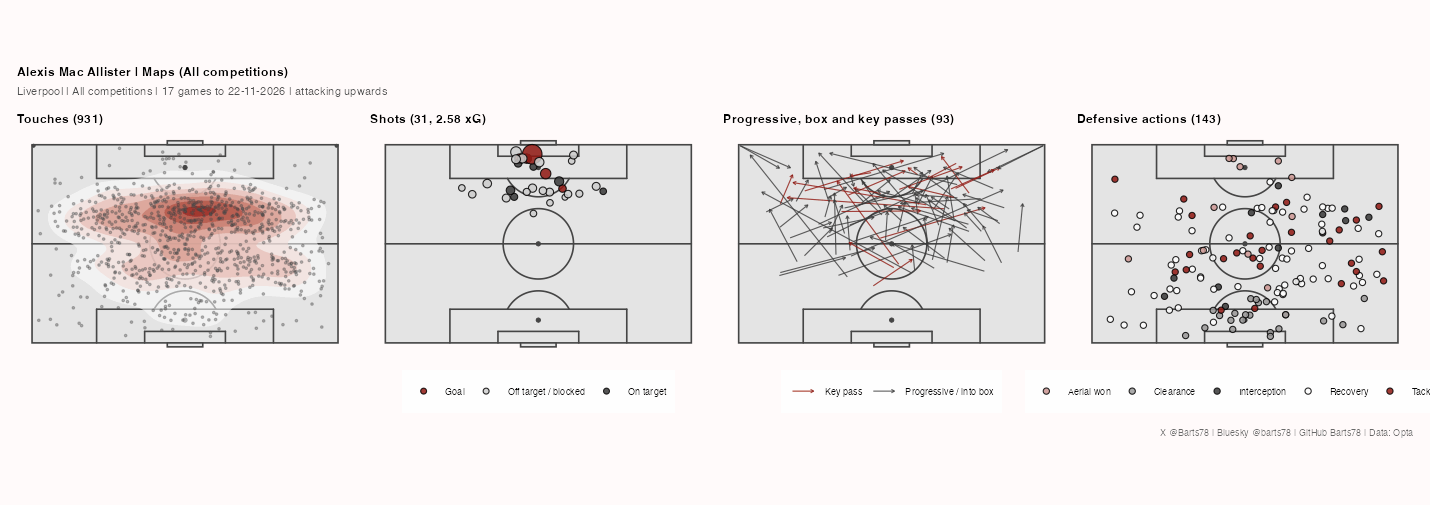 Alexis Mac Allister | Maps (All competitions)
Liverpool | All competitions | 17 games to 22-11-2026 | attacking upwards
Touches (931)
Shots (31, 2.58 xG)
Progressive, box and key passes (93)
Defensive actions (143)
Goal
Off target / blocked
On target
Key pass
Progressive / into box
Aerial won
Clearance
Interception
Recovery
Tack
X @Barts78 | Bluesky @barts78 | GitHub Barts78 | Data: Opta